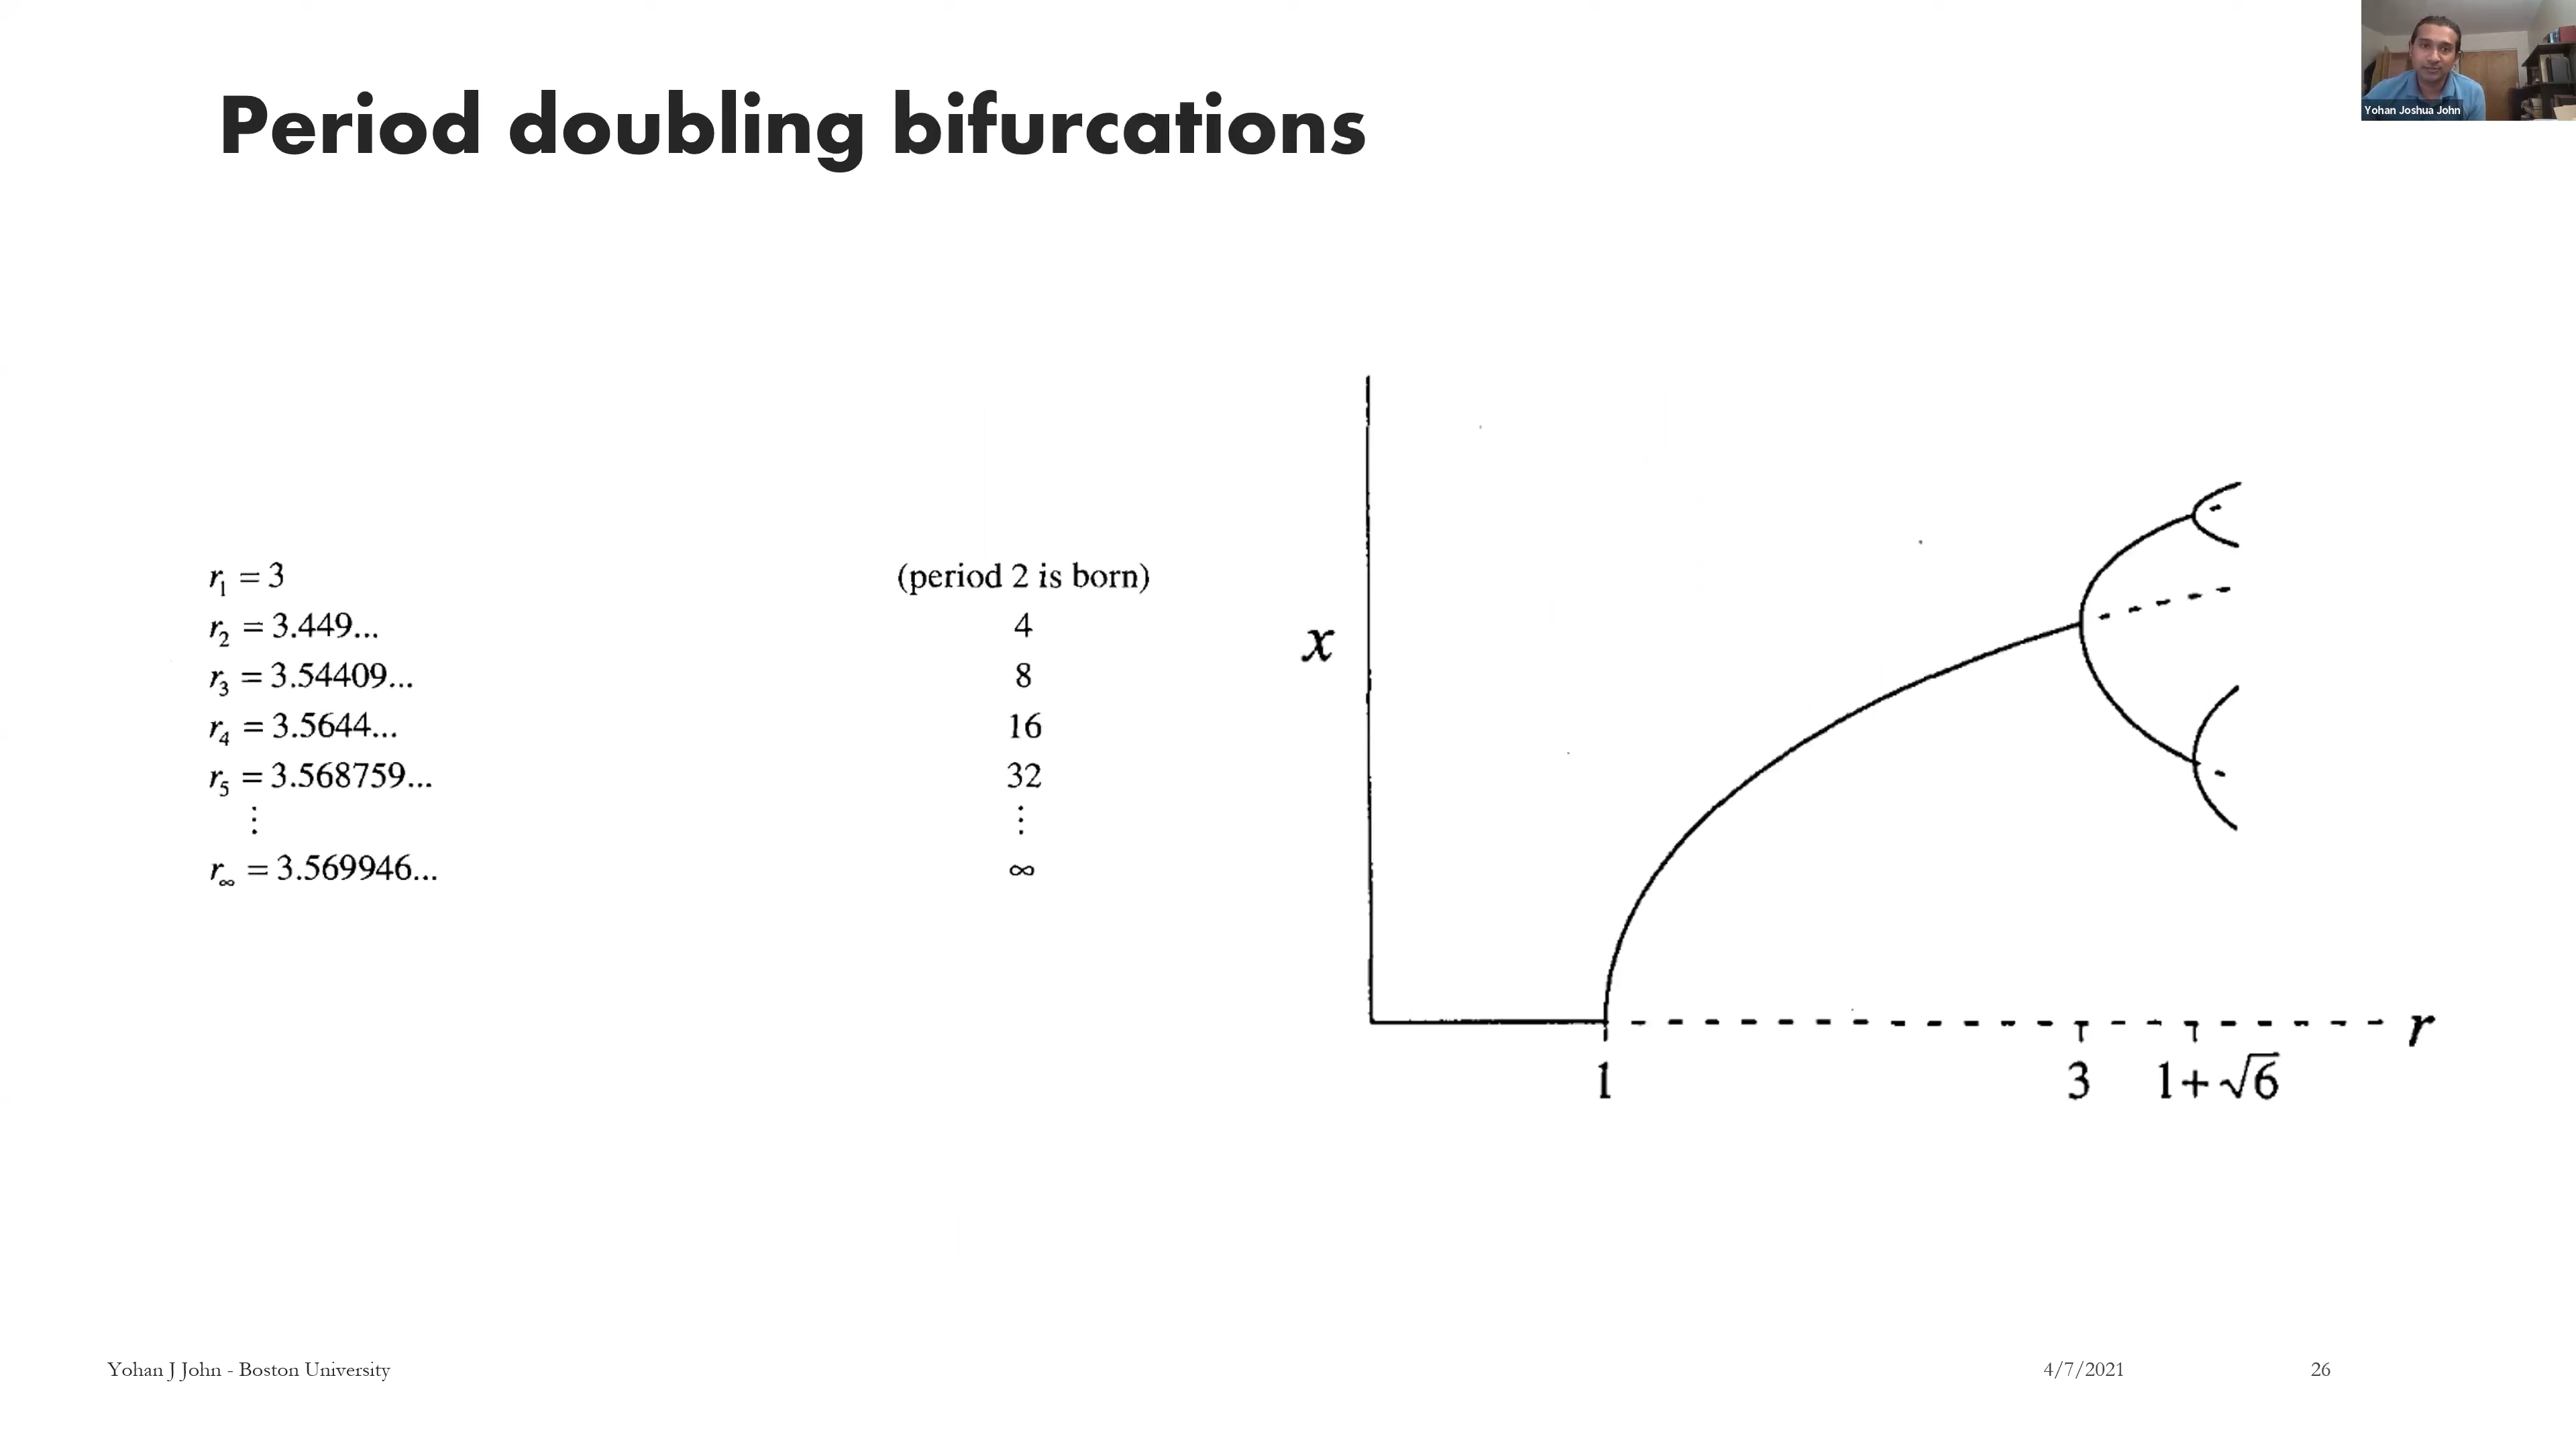 Yohan Joshua John
Period doubling bifurcations
r₁ = 3 (period 2 is born)
r₂ = 3.449... 4
r₃ = 3.54409... 8
r₄ = 3.5644... 16
r₅ = 3.568759... 32
⋮ ⋮
r∞ = 3.569946... ∞
x
r
1 3 1+√6
Yohan J John - Boston University 4/7/2021 26